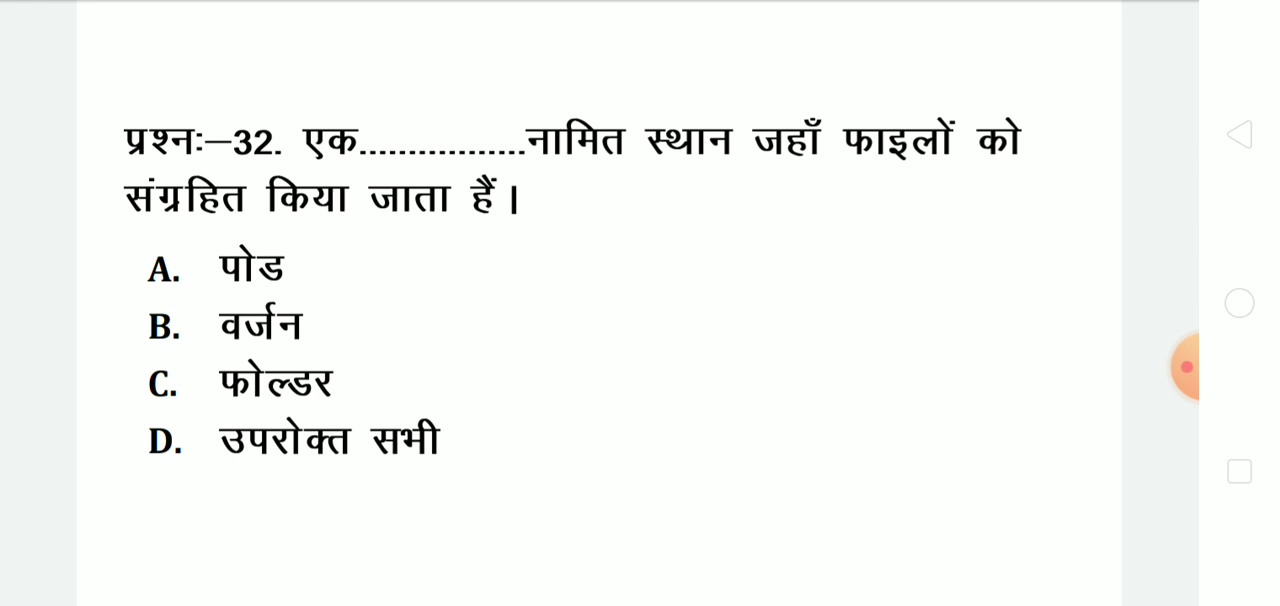 प्रश्नः–32. एक.................नामित स्थान जहाँ फाइलों को
संग्रहित किया जाता हैं।
A. पोड
B. वर्जन
C. फोल्डर
D. उपरोक्त सभी